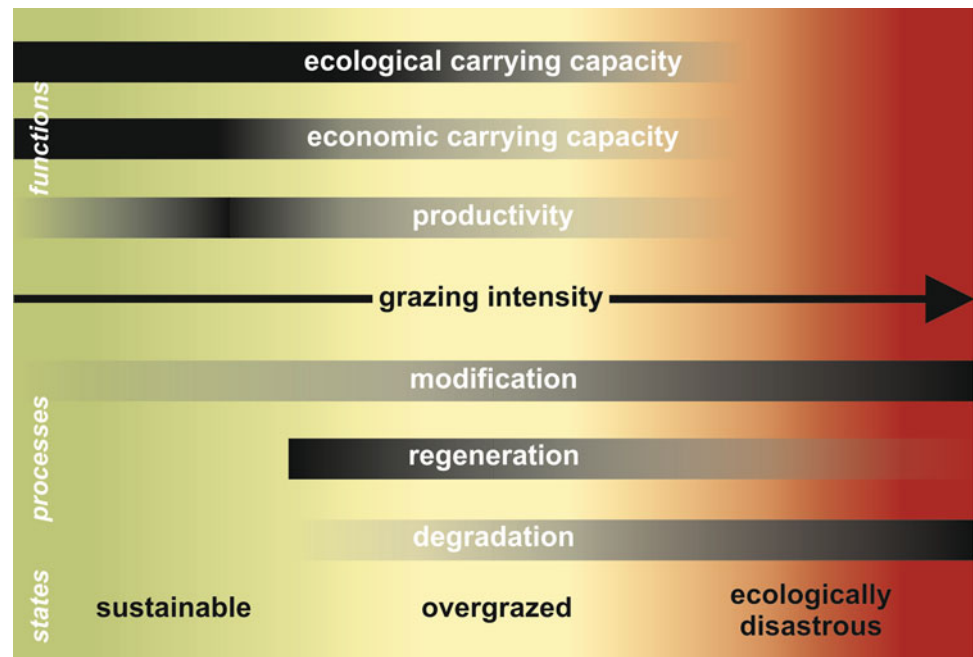 functions
ecological carrying capacity
economic carrying capacity
productivity
grazing intensity
processes
modification
regeneration
degradation
states
sustainable
overgrazed
ecologically
disastrous